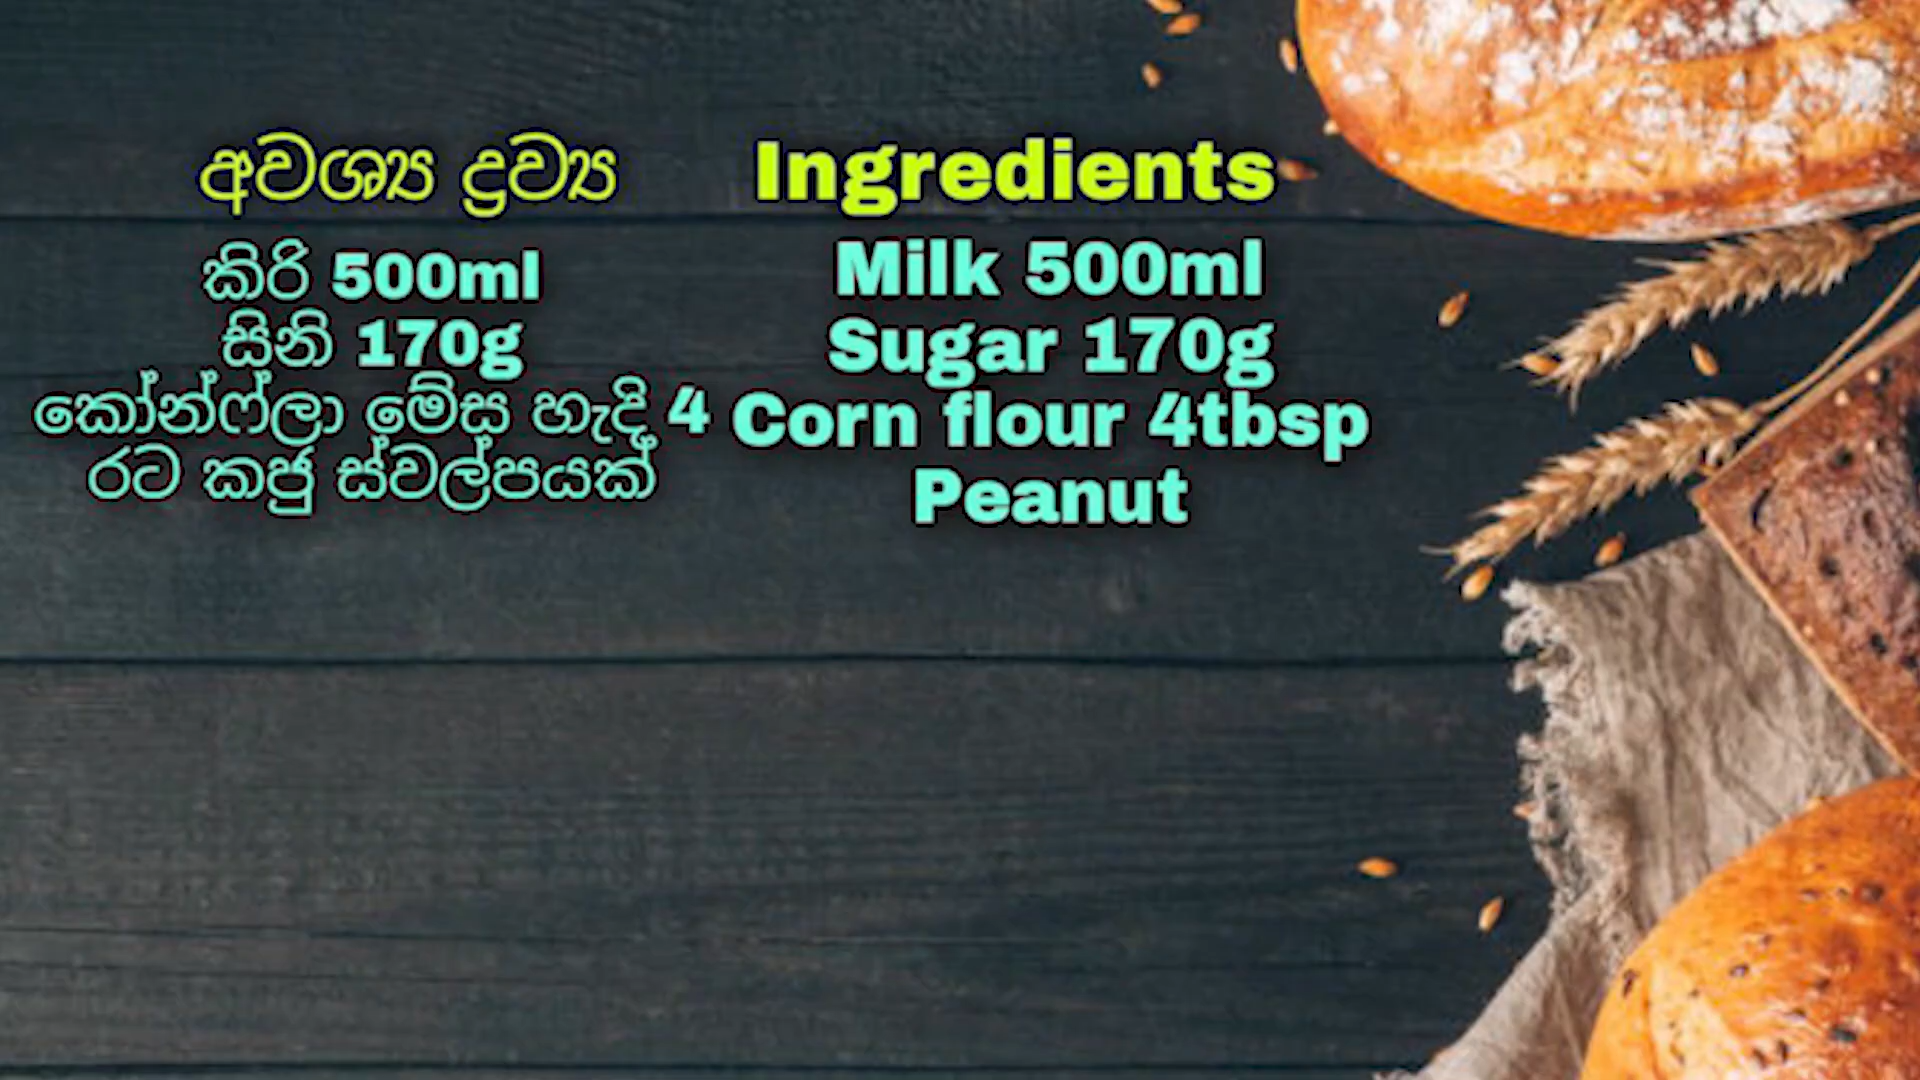 අවශ්‍ය ද්‍රව්‍ය
කිරි 500ml
සිනි 170g
කෝන්ෆ්ලා මේස හැදි 4
රට කජු ස්වල්පයක්
Ingredients
Milk 500ml
Sugar 170g
Corn flour 4tbsp
Peanut